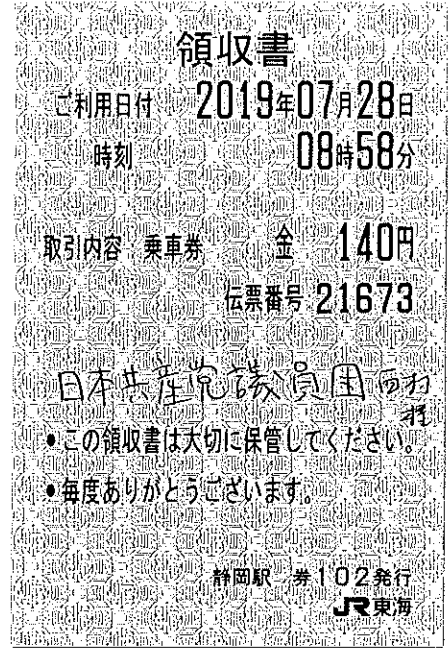 領収書
ご利用日付 2019年07月28日
時刻 08時58分
取引内容 乗車券 金 140円
伝票番号 21673
日本共産党議員団 西村
•この領収書は大切に保管してください。
•毎度ありがとうございます。
静岡駅 券102発行
JR東海